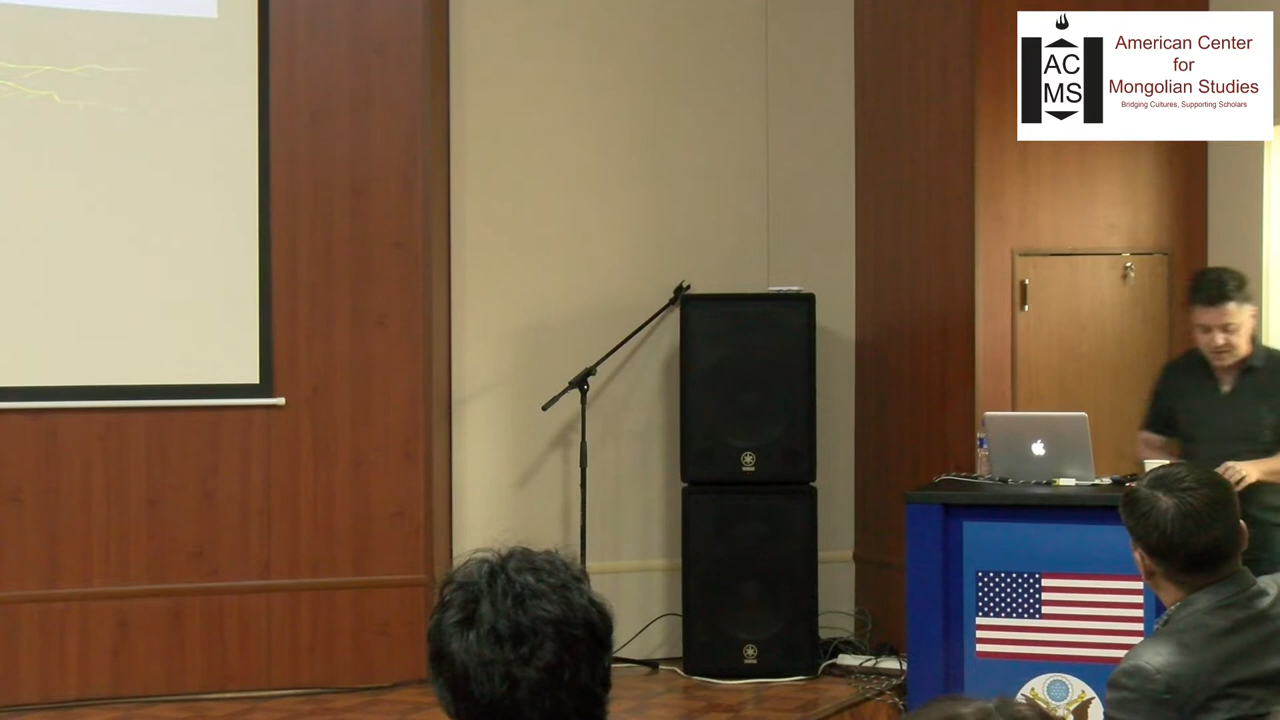 AC
MS
American Center
for
Mongolian Studies
Bridging Cultures, Supporting Scholars